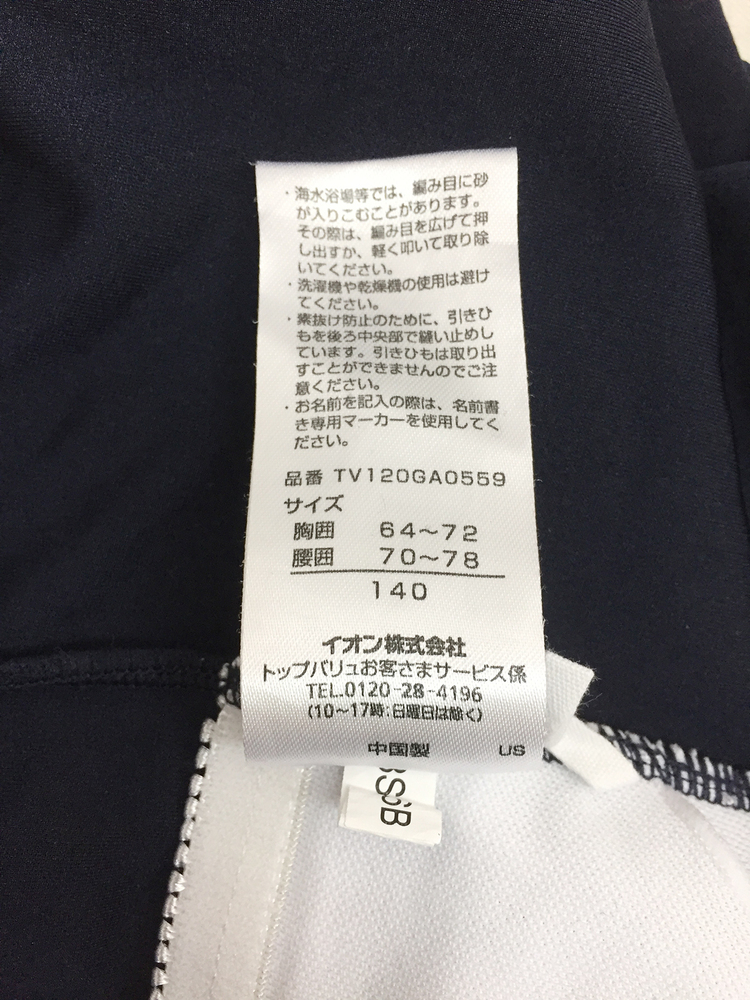 ・海水浴場等では、編み目に砂
が入りこむことがあります。
その際は、編み目を広げて押
し出すか、軽く叩いて取り除
いてください。
・洗濯機や乾燥機の使用は避け
てください。
・素抜け防止のために、引きひ
もを後ろ中央部で縫い止めし
ています。引きひもは取り出
すことができませんのでご注
意ください。
・お名前を記入の際は、名前書
き専用マーカーを使用してく
ださい。
品番 TV120GA0559
サイズ
胸囲 64～72
腰囲 70～78
140
イオン株式会社
トップバリュお客さまサービス係
TEL.0120-28-4196
(10～17時:日曜日は除く)
中国製 US